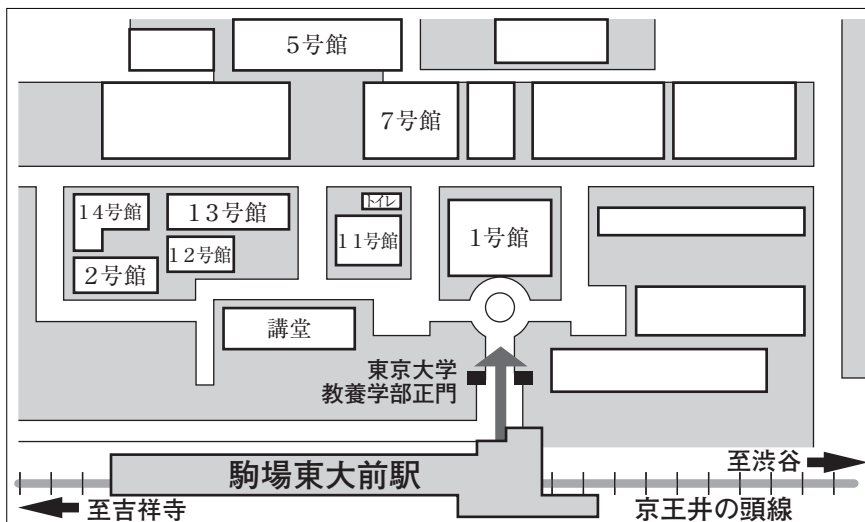 5号館
7号館
14号館
13号館
トイレ
11号館
1号館
12号館
2号館
講堂
東京大学
教養学部正門
駒場東大前駅
至渋谷
至吉祥寺
京王井の頭線